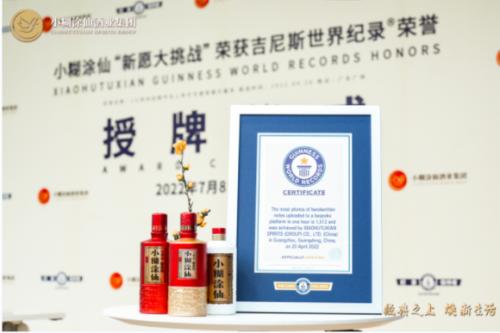 小糊涂仙酒业集团
XIAOHUTUXIAN SPIRITS GROUP
小糊涂仙“新愿大挑战”荣获吉尼斯世界纪录®荣誉
XIAOHUTUXIAN GUINNESS WORLD RECORDS HONORS
授牌
2022年7月8
小糊涂仙酒业集团
GUINNESS
WORLD RECORDS
CERTIFICATE
The most photos of handwritten
notes uploaded to a bespoke
platform in one hour is 1,512 and
was achieved by XIAOHUTUXIAN
SPIRITS (GROUP) CO., LTD. (China)
in Guangzhou, Guangdong, China,
on 20 April 2022
OFFICIALLY AMAZING
小糊涂仙
小糊涂仙
小糊涂仙
经典之上 焕新生活